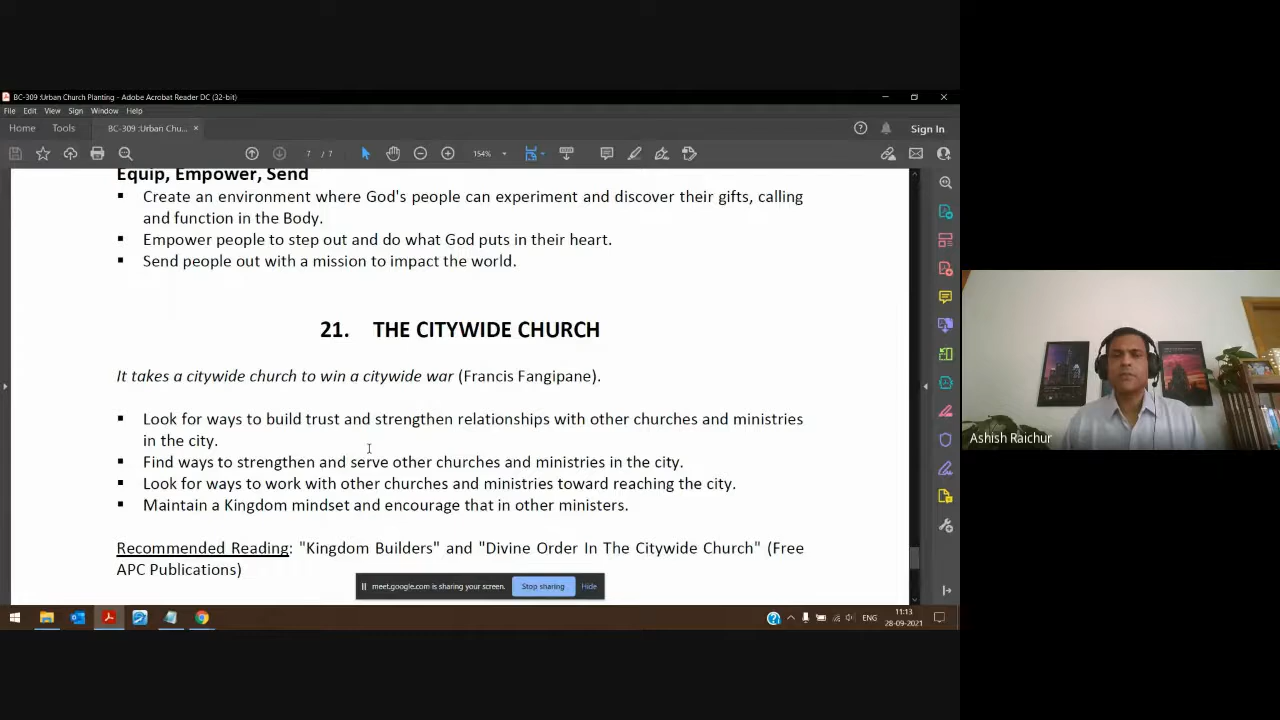 BC-309 :Urban Church Planting - Adobe Acrobat Reader DC (32-bit)
File Edit View Sign Window Help
Home Tools BC-309 :Urban Chu... × Sign In
7 / 7 154%
Equip, Empower, Send
▪ Create an environment where God's people can experiment and discover their gifts, calling
and function in the Body.
▪ Empower people to step out and do what God puts in their heart.
▪ Send people out with a mission to impact the world.
21. THE CITYWIDE CHURCH
It takes a citywide church to win a citywide war (Francis Fangipane).
▪ Look for ways to build trust and strengthen relationships with other churches and ministries
in the city.
▪ Find ways to strengthen and serve other churches and ministries in the city.
▪ Look for ways to work with other churches and ministries toward reaching the city.
▪ Maintain a Kingdom mindset and encourage that in other ministers.
Recommended Reading: "Kingdom Builders" and "Divine Order In The Citywide Church" (Free
APC Publications)
meet.google.com is sharing your screen. Stop sharing Hide
ENG
11:13
28-09-2021
Ashish Raichur